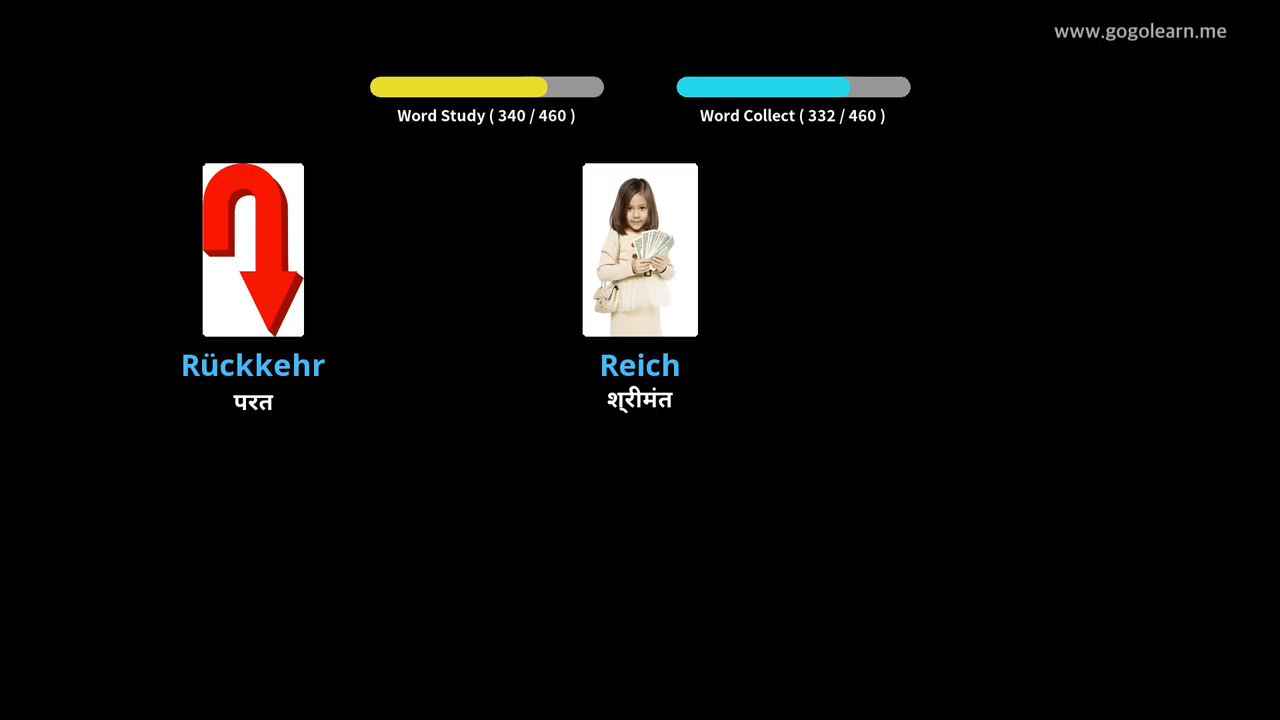 www.gogolearn.me
Word Study ( 340 / 460 )
Word Collect ( 332 / 460 )
Rückkehr
Reich
परत
श्रीमंत